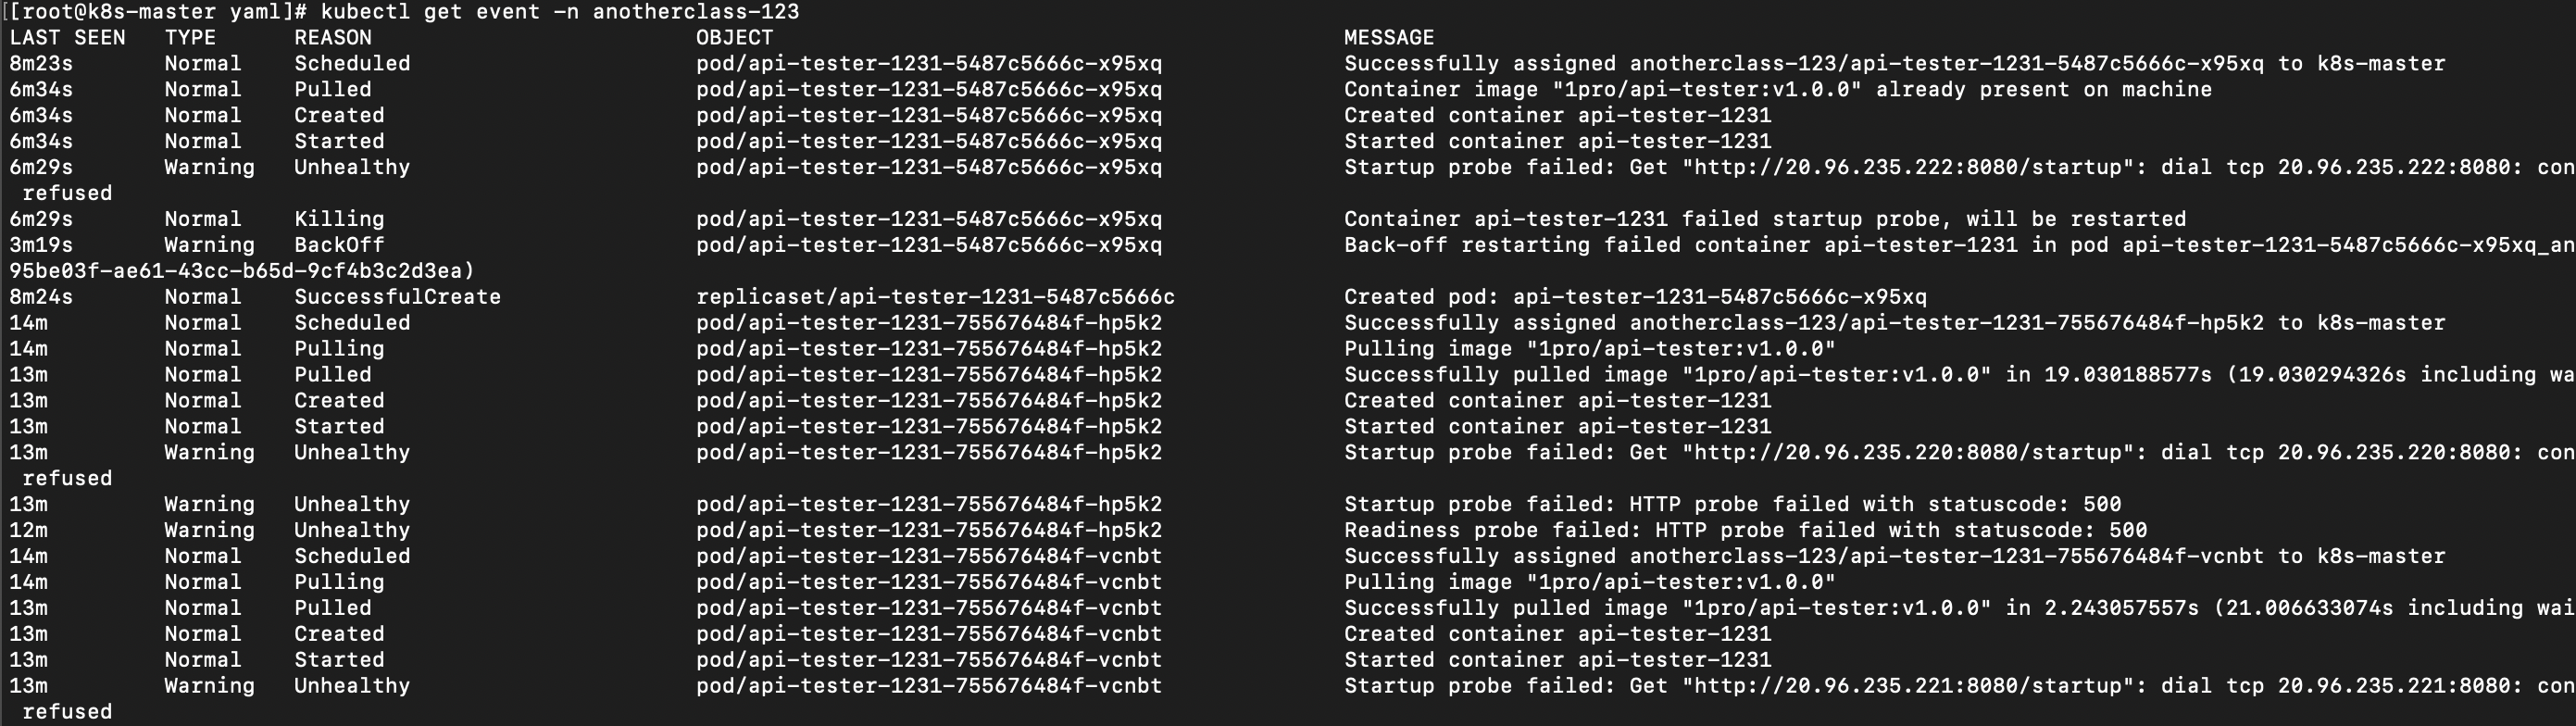 [[root@k8s-master yaml]# kubectl get event -n anotherclass-123
LAST SEEN   TYPE      REASON             OBJECT                              MESSAGE
8m23s       Normal    Scheduled          pod/api-tester-1231-5487c5666c-x95xq   Successfully assigned anotherclass-123/api-tester-1231-5487c5666c-x95xq to k8s-master
6m34s       Normal    Pulled             pod/api-tester-1231-5487c5666c-x95xq   Container image "1pro/api-tester:v1.0.0" already present on machine
6m34s       Normal    Created            pod/api-tester-1231-5487c5666c-x95xq   Created container api-tester-1231
6m34s       Normal    Started            pod/api-tester-1231-5487c5666c-x95xq   Started container api-tester-1231
6m29s       Warning   Unhealthy          pod/api-tester-1231-5487c5666c-x95xq   Startup probe failed: Get "http://20.96.235.222:8080/startup": dial tcp 20.96.235.222:8080: con
 refused
6m29s       Normal    Killing            pod/api-tester-1231-5487c5666c-x95xq   Container api-tester-1231 failed startup probe, will be restarted
3m19s       Warning   BackOff            pod/api-tester-1231-5487c5666c-x95xq   Back-off restarting failed container api-tester-1231 in pod api-tester-1231-5487c5666c-x95xq_an
95be03f-ae61-43cc-b65d-9cf4b3c2d3ea)
8m24s       Normal    SuccessfulCreate   replicaset/api-tester-1231-5487c5666c   Created pod: api-tester-1231-5487c5666c-x95xq
14m         Normal    Scheduled          pod/api-tester-1231-755676484f-hp5k2   Successfully assigned anotherclass-123/api-tester-1231-755676484f-hp5k2 to k8s-master
14m         Normal    Pulling            pod/api-tester-1231-755676484f-hp5k2   Pulling image "1pro/api-tester:v1.0.0"
13m         Normal    Pulled             pod/api-tester-1231-755676484f-hp5k2   Successfully pulled image "1pro/api-tester:v1.0.0" in 19.030188577s (19.030294326s including wa
13m         Normal    Created            pod/api-tester-1231-755676484f-hp5k2   Created container api-tester-1231
13m         Normal    Started            pod/api-tester-1231-755676484f-hp5k2   Started container api-tester-1231
13m         Warning   Unhealthy          pod/api-tester-1231-755676484f-hp5k2   Startup probe failed: Get "http://20.96.235.220:8080/startup": dial tcp 20.96.235.220:8080: con
 refused
13m         Warning   Unhealthy          pod/api-tester-1231-755676484f-hp5k2   Startup probe failed: HTTP probe failed with statuscode: 500
12m         Warning   Unhealthy          pod/api-tester-1231-755676484f-hp5k2   Readiness probe failed: HTTP probe failed with statuscode: 500
14m         Normal    Scheduled          pod/api-tester-1231-755676484f-vcnbt   Successfully assigned anotherclass-123/api-tester-1231-755676484f-vcnbt to k8s-master
14m         Normal    Pulling            pod/api-tester-1231-755676484f-vcnbt   Pulling image "1pro/api-tester:v1.0.0"
13m         Normal    Pulled             pod/api-tester-1231-755676484f-vcnbt   Successfully pulled image "1pro/api-tester:v1.0.0" in 2.243057557s (21.006633074s including wai
13m         Normal    Created            pod/api-tester-1231-755676484f-vcnbt   Created container api-tester-1231
13m         Normal    Started            pod/api-tester-1231-755676484f-vcnbt   Started container api-tester-1231
13m         Warning   Unhealthy          pod/api-tester-1231-755676484f-vcnbt   Startup probe failed: Get "http://20.96.235.221:8080/startup": dial tcp 20.96.235.221:8080: con
 refused